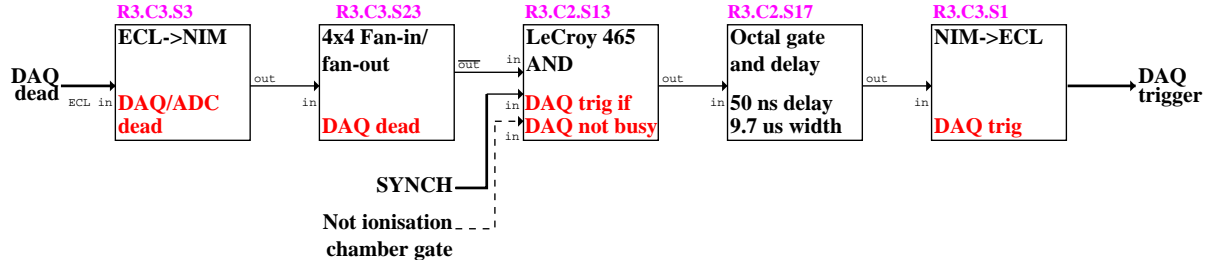 R3.C3.S3
R3.C3.S23
R3.C2.S13
R3.C2.S17
R3.C3.S1
DAQ
dead
ECL in
ECL->NIM
DAQ/ADC
dead
out
in
4x4 Fan-in/
fan-out
DAQ dead
out
in
LeCroy 465
AND
in
DAQ trig if
in
DAQ not busy
out
in
Octal gate
and delay
50 ns delay
9.7 us width
out
in
NIM->ECL
DAQ trig
DAQ
trigger
SYNCH
Not ionisation
chamber gate